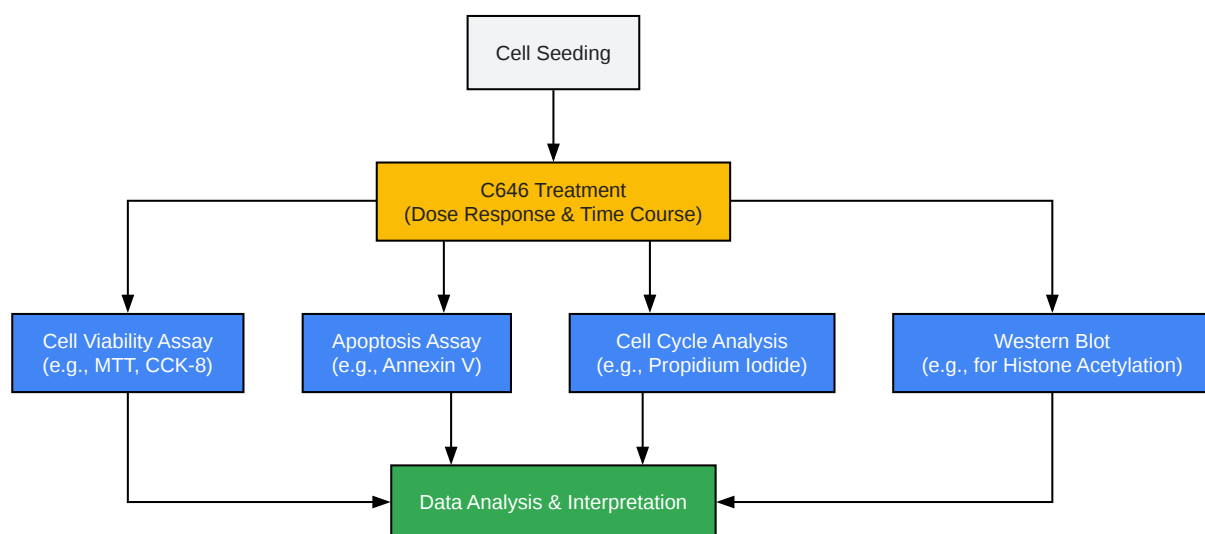 Cell Seeding
C646 Treatment
(Dose Response & Time Course)
Cell Viability Assay
(e.g., MTT, CCK-8)
Apoptosis Assay
(e.g., Annexin V)
Cell Cycle Analysis
(e.g., Propidium Iodide)
Western Blot
(e.g., for Histone Acetylation)
Data Analysis & Interpretation